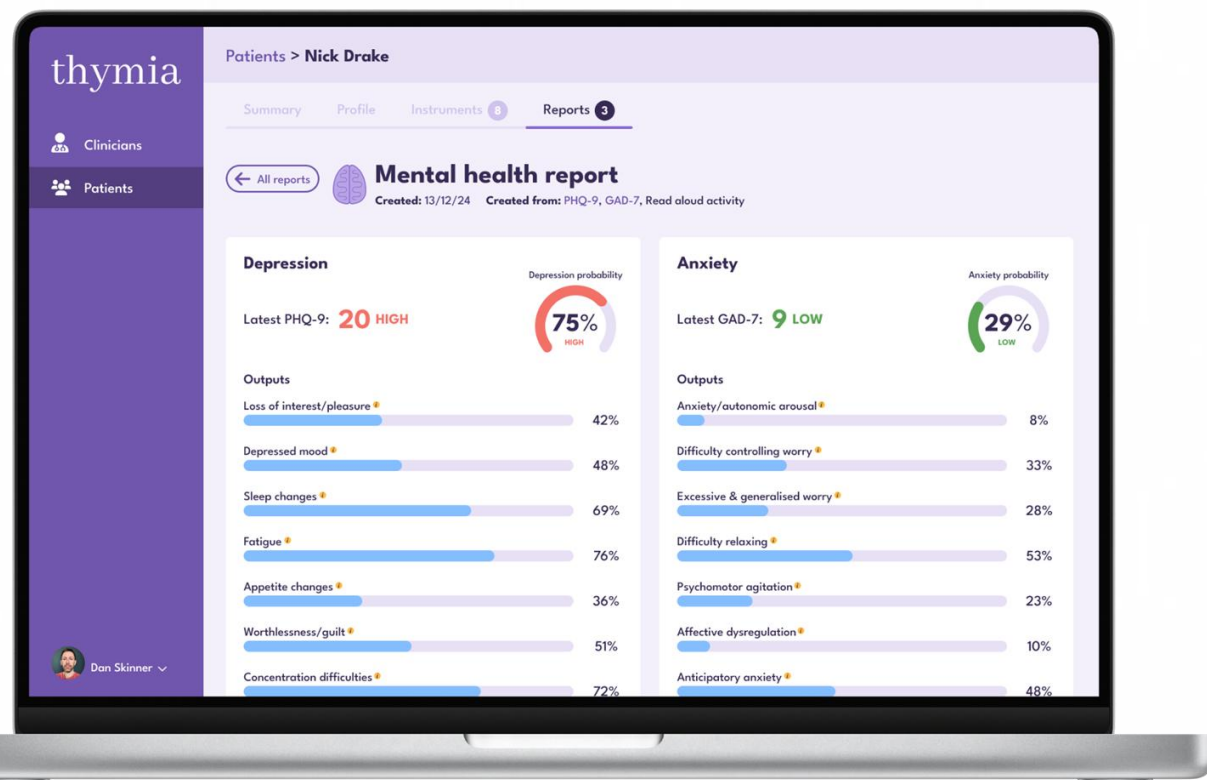 thymia
Clinicians
Patients
Dan Skinner
Patients > Nick Drake
Summary Profile Instruments 8 Reports 3
All reports
Mental health report
Created: 13/12/24 Created from: PHQ-9, GAD-7, Read aloud activity
Depression
Depression probability
Latest PHQ-9: 20 HIGH
75%
HIGH
Outputs
Loss of interest/pleasure
42%
Depressed mood
48%
Sleep changes
69%
Fatigue
76%
Appetite changes
36%
Worthlessness/guilt
51%
Concentration difficulties
72%
Anxiety
Anxiety probability
Latest GAD-7: 9 LOW
29%
LOW
Outputs
Anxiety/autonomic arousal
8%
Difficulty controlling worry
33%
Excessive & generalised worry
28%
Difficulty relaxing
53%
Psychomotor agitation
23%
Affective dysregulation
10%
Anticipatory anxiety
48%